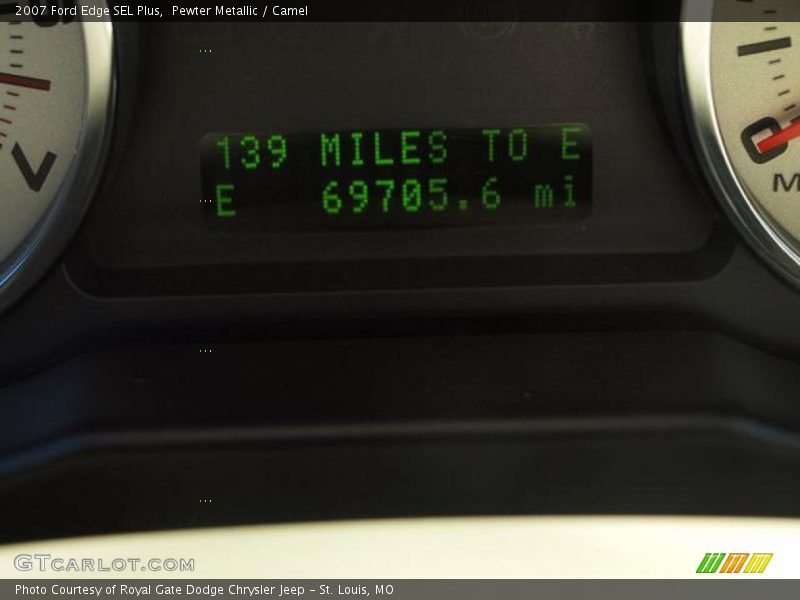 2007 Ford Edge SEL Plus,  Pewter Metallic / Camel
139 MILES TO E
E 69705.6 mi
GTCARLOT.COM
Photo Courtesy of Royal Gate Dodge Chrysler Jeep – St. Louis, MO